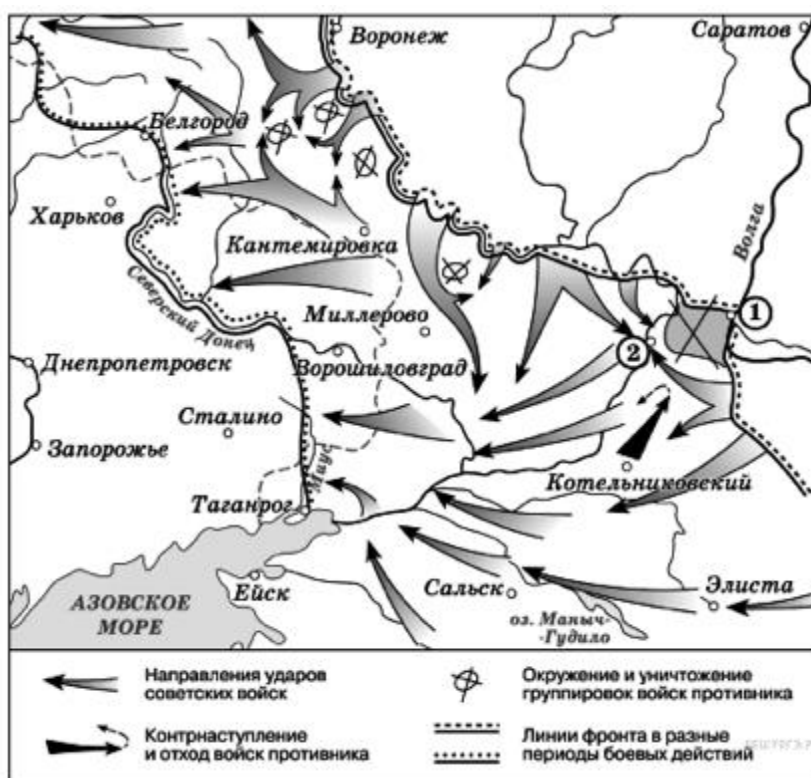 Воронеж
Саратов
Белгород
Харьков
Волга
Кантемировка
Северский Донец
Миллерово
1
2
Днепропетровск
Ворошиловград
Сталино
Запорожье
Котельниковский
Миус
Таганрог
Ейск
Сальск
Элиста
АЗОВСКОЕ
МОРЕ
оз. Маныч-
-Гудило
Направления ударов
советских войск
Окружение и уничтожение
группировок войск противника
Контрнаступление
и отход войск противника
Линии фронта в разные
периоды боевых действий